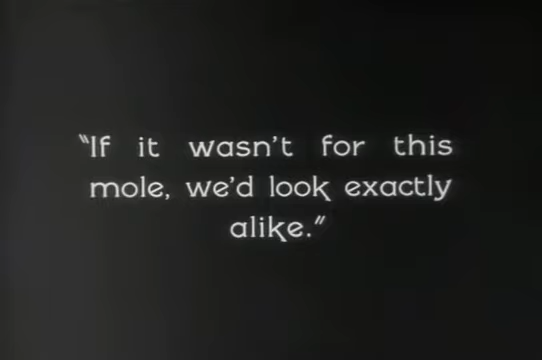 "If it wasn't for this
mole, we'd look exactly
alike."